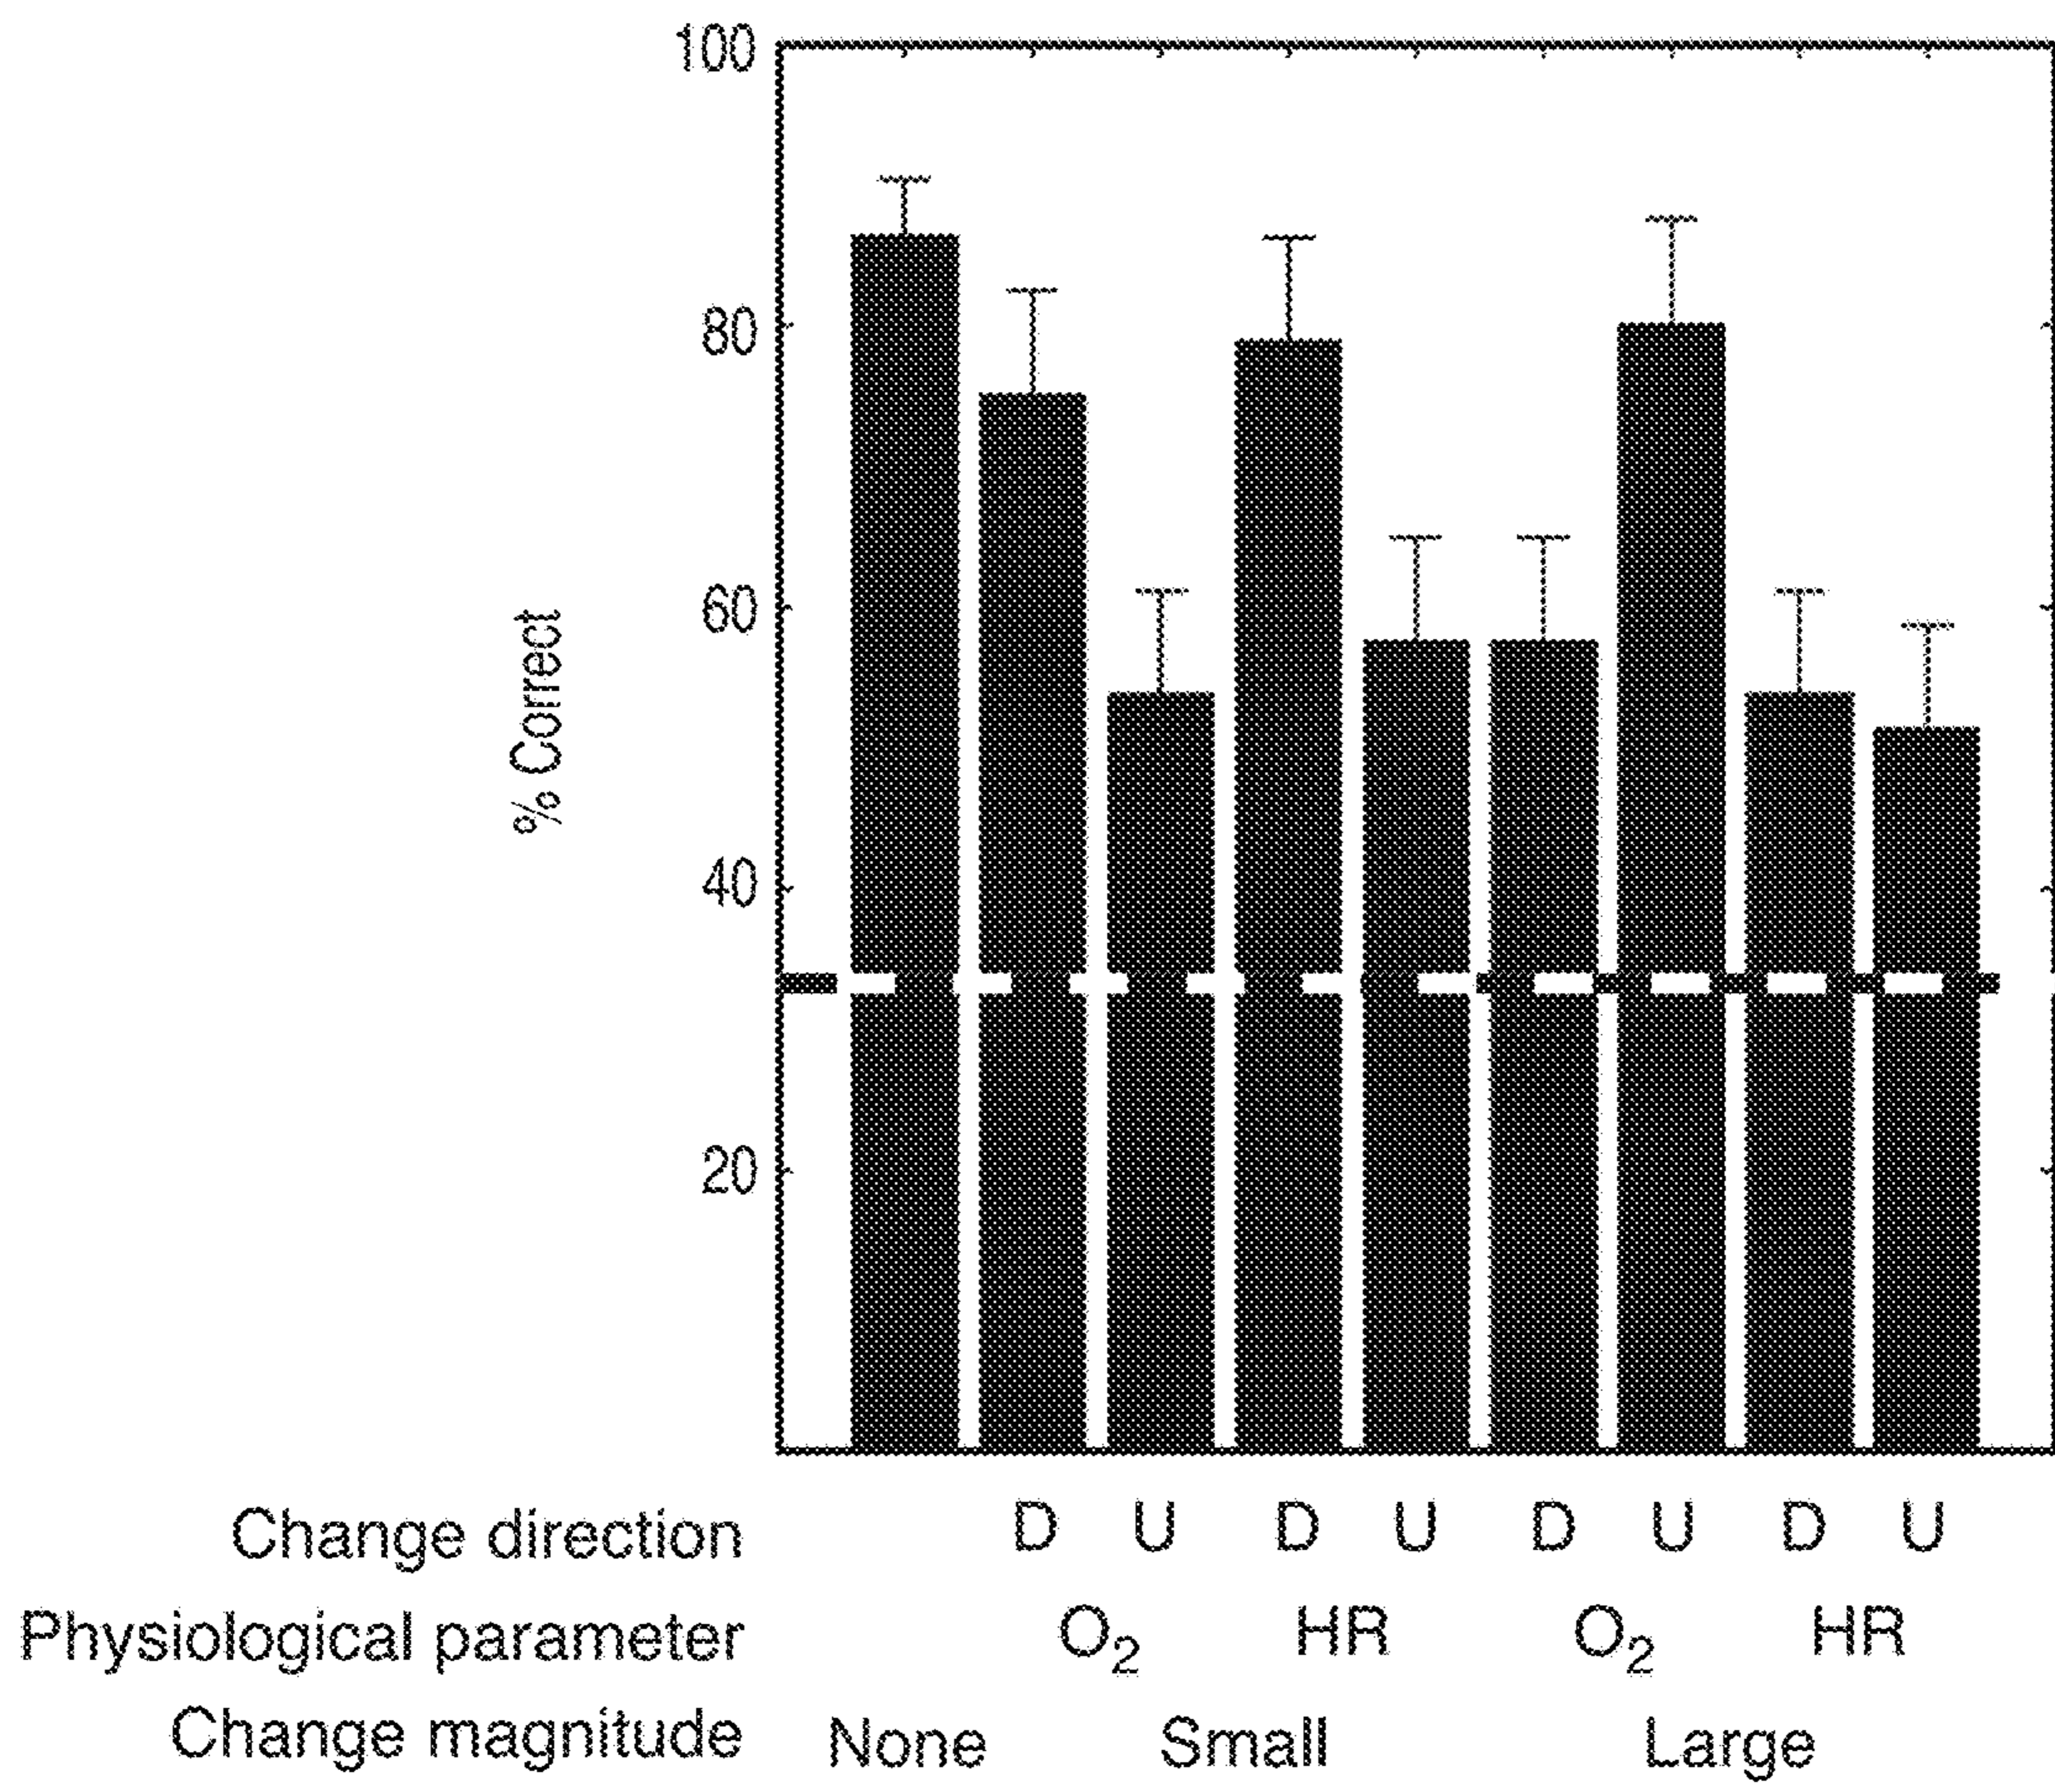 100
80
60
40
20
% Correct
Change direction D U D U D U D U
Physiological parameter O₂ HR O₂ HR
Change magnitude None Small Large